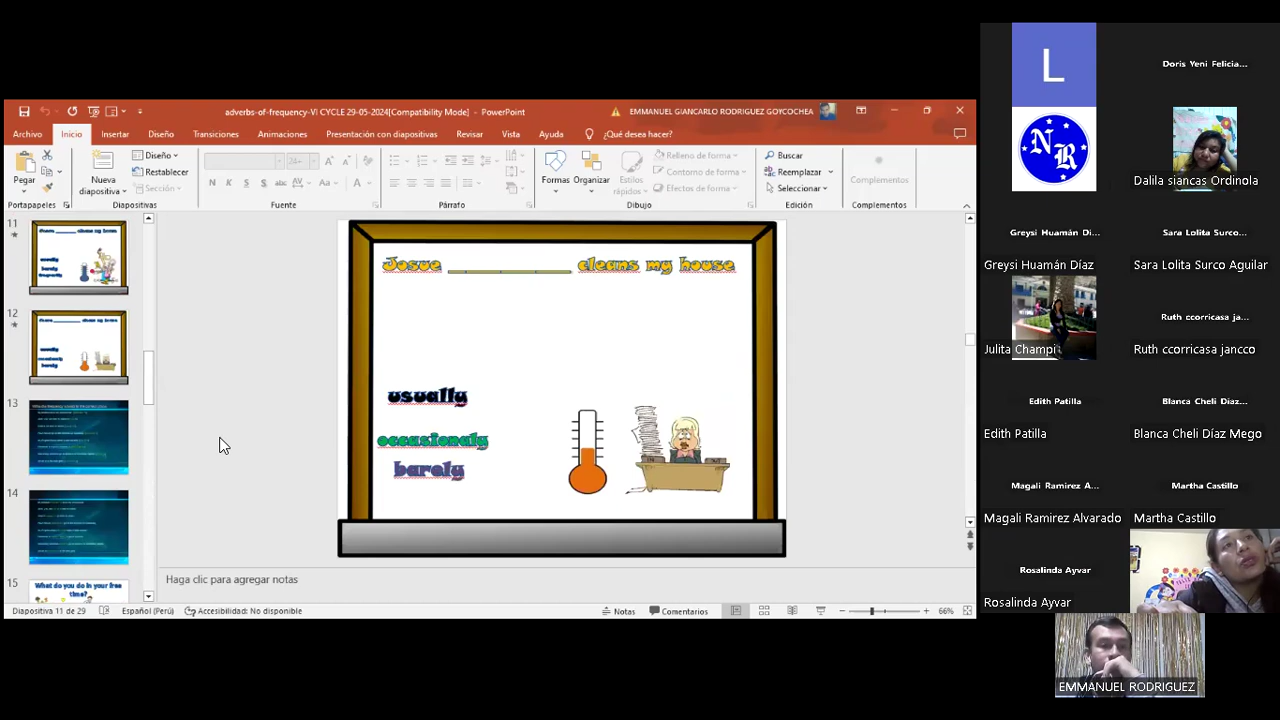 adverbs-of-frequency-VI CYCLE 29-05-2024[Compatibility Mode] - PowerPoint
EMMANUEL GIANCARLO RODRIGUEZ GOYCOCHEA
Archivo Inicio Insertar Diseño Transiciones Animaciones Presentación con diapositivas Revisar Vista Ayuda ¿Qué desea hacer?
Pegar
Nueva diapositiva
Diseño
Restablecer
Sección
24
N K S S abc AV Aa A
Formas
Organizar
Estilos rápidos
Relleno de forma
Contorno de forma
Efectos de forma
Buscar
Reemplazar
Seleccionar
Complementos
Portapapeles Diapositivas Fuente Párrafo Dibujo Edición Complementos
11
12
13
14
15
What do you do in your free time?
Josue __________ cleans my house
usually
occasionaly
barely
Haga clic para agregar notas
Diapositiva 11 de 29 Español (Perú) Accesibilidad: No disponible Notas Comentarios 66%
L
Doris Yeni Felicia...
NR
Dalila siancas Ordinola
Greysi Huamán Di...
Greysi Huamán Díaz
Sara Lolita Surco...
Sara Lolita Surco Aguilar
Julita Champi
Ruth ccorricasa ja...
Ruth ccorricasa jancco
Edith Patilla
Edith Patilla
Blanca Cheli Díaz...
Blanca Cheli Díaz Mego
Magali Ramirez A...
Magali Ramirez Alvarado
Martha Castillo
Martha Castillo
Rosalinda Ayvar
Rosalinda Ayvar
EMMANUEL RODRIGUEZ